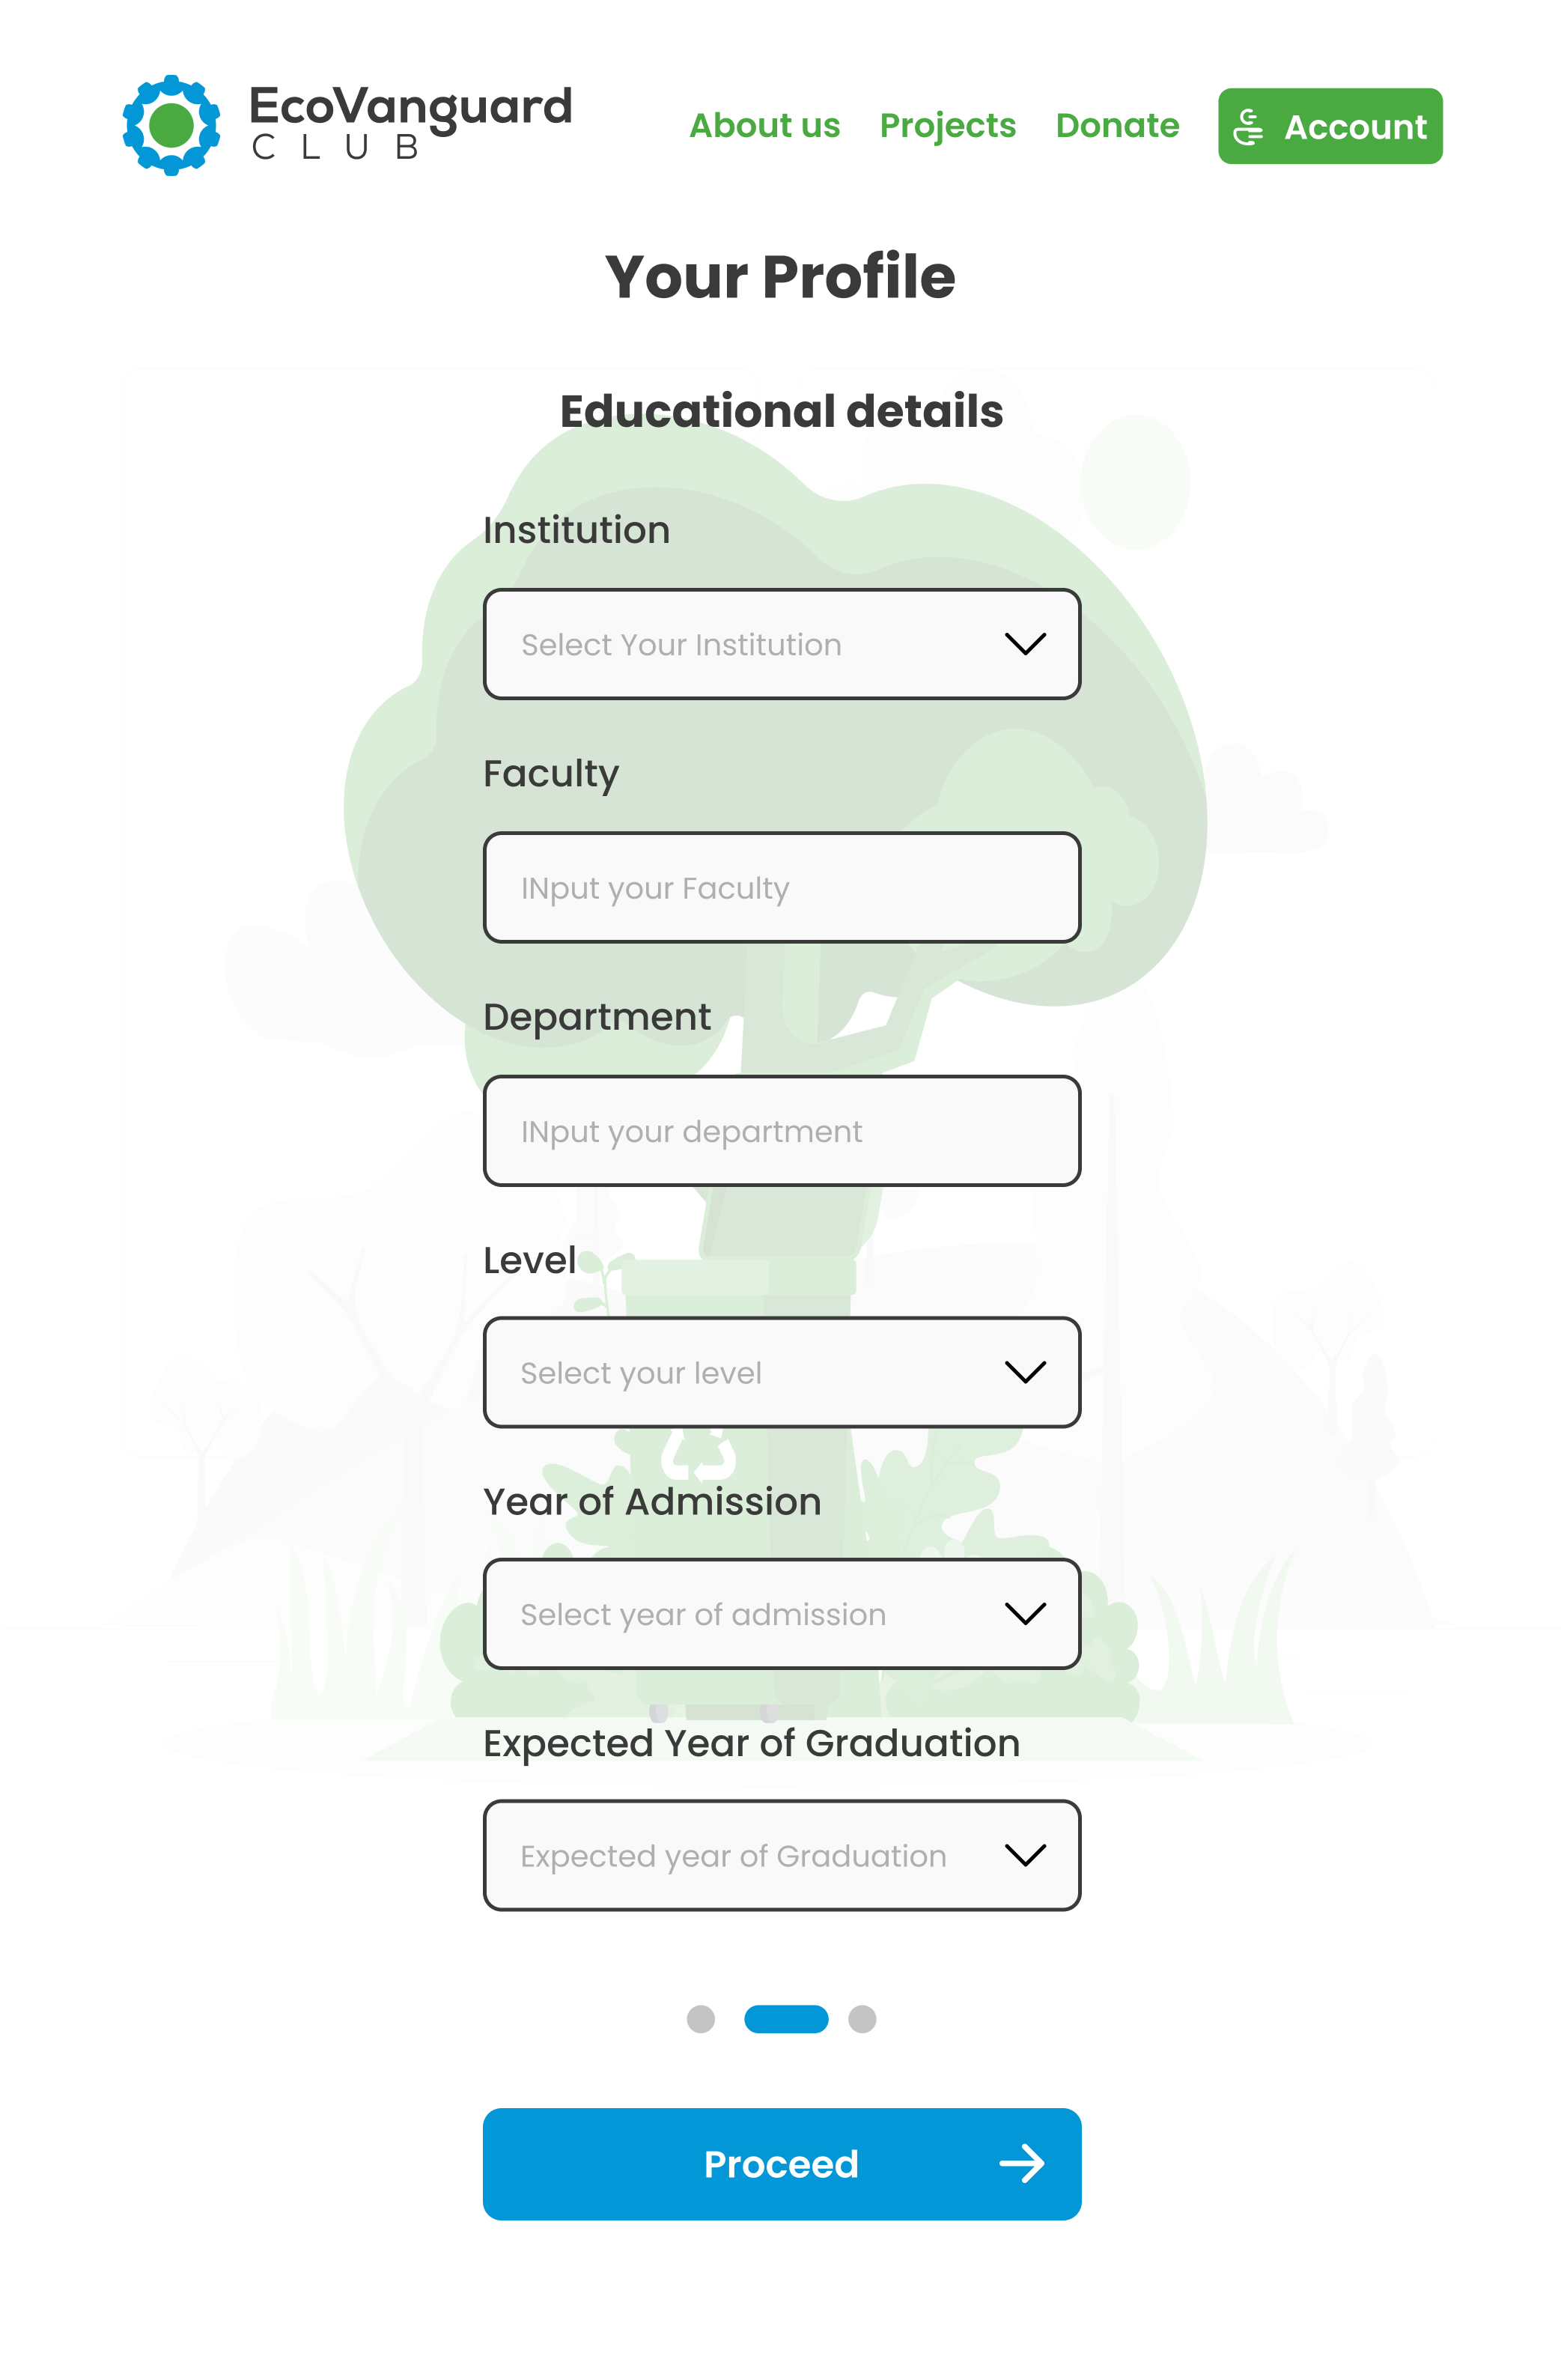 EcoVanguard
CLUB
About us
Projects
Donate
Account
Your Profile
Educational details
Institution
Select Your Institution
Faculty
INput your Faculty
Department
INput your department
Level
Select your level
Year of Admission
Select year of admission
Expected Year of Graduation
Expected year of Graduation
Proceed